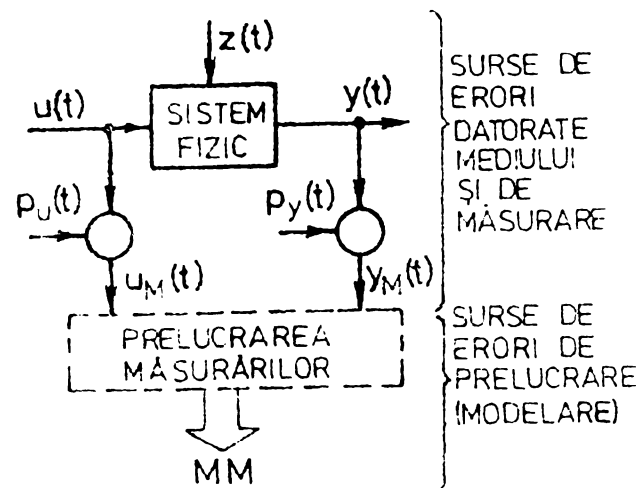 z(t)
u(t)
SISTEM
FIZIC
y(t)
p_u(t)
p_y(t)
u_M(t)
y_M(t)
PRELUCRAREA
MĂSURĂRILOR
MM
SURSE DE
ERORI
DATORATE
MEDIULUI
ŞI DE
MĂSURARE
SURSE DE
ERORI DE
PRELUCRARE
(MODELARE)